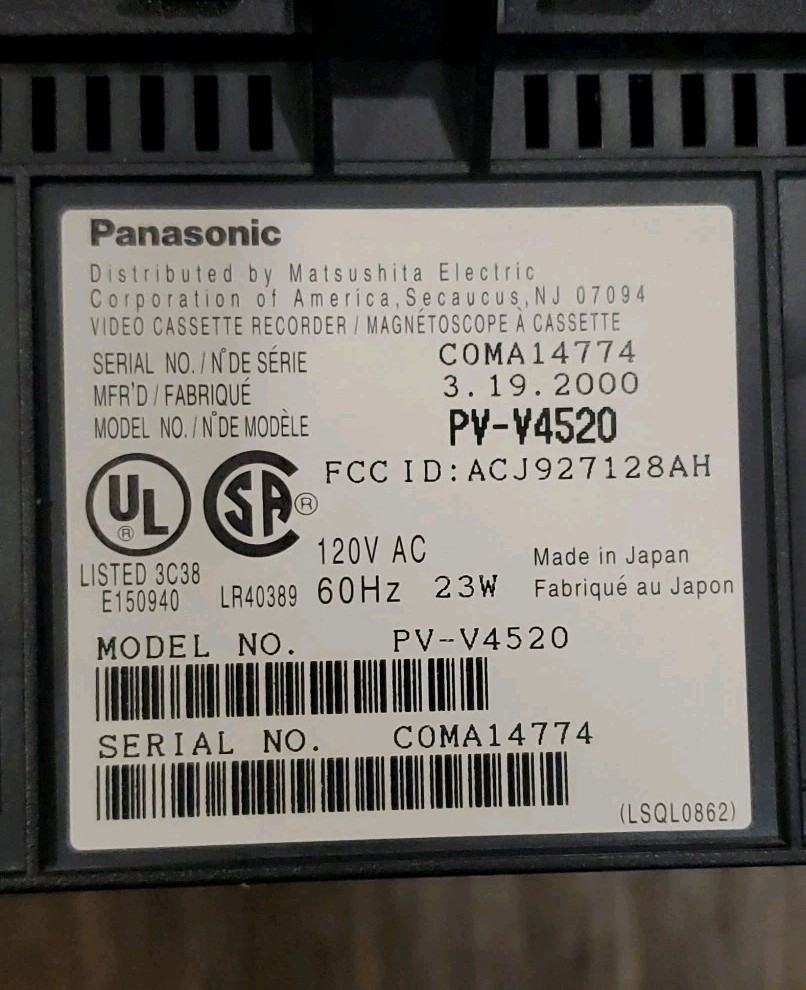 Panasonic
Distributed by Matsushita Electric
Corporation of America, Secaucus, NJ 07094
VIDEO CASSETTE RECORDER / MAGNÉTOSCOPE À CASSETTE
SERIAL NO. / N° DE SÉRIE COMA14774
MFR'D / FABRIQUÉ 3.19.2000
MODEL NO. / N° DE MODÈLE PV-V4520
UL ® SA ® FCC ID: ACJ927128AH
120V AC Made in Japan
LISTED 3C38 60Hz 23W Fabriqué au Japon
E150940 LR40389
MODEL NO. PV-V4520
SERIAL NO. COMA14774
(LSQL0862)